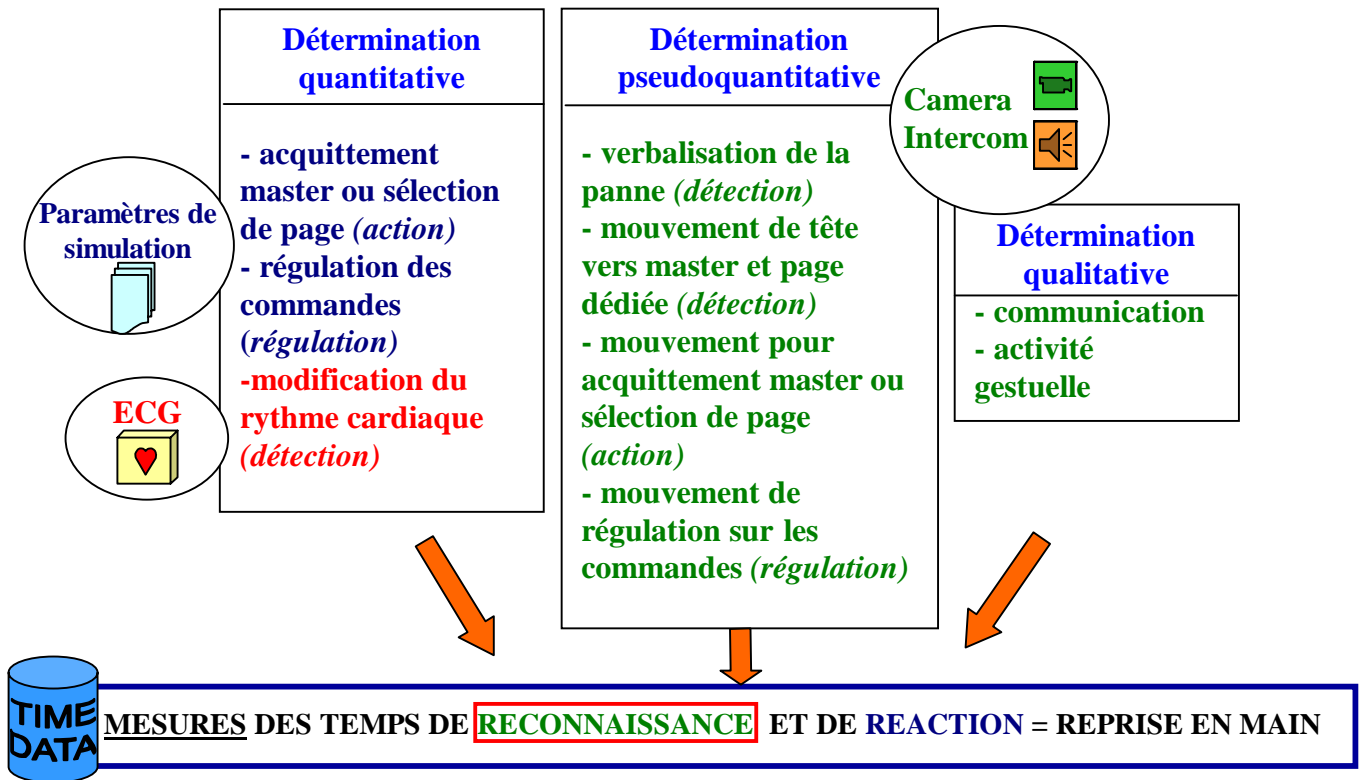 Détermination
quantitative
Paramètres de
simulation
ECG
- acquittement
master ou sélection
de page (action)
- régulation des
commandes
(régulation)
-modification du
rythme cardiaque
(détection)
Détermination
pseudoquantitative
Camera
Intercom
- verbalisation de la
panne (détection)
- mouvement de tête
vers master et page
dédiée (détection)
- mouvement pour
acquittement master ou
sélection de page
(action)
- mouvement de
régulation sur les
commandes (régulation)
Détermination
qualitative
- communication
- activité
gestuelle
TIME
DATA
MESURES DES TEMPS DE RECONNAISSANCE ET DE REACTION = REPRISE EN MAIN